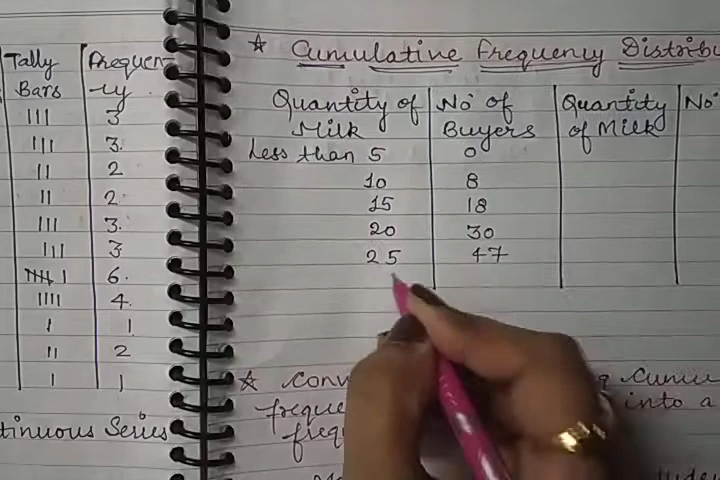 Tally Frequen-
Bars cy.
||| 3
||| 3.
|| 2
|| 2.
||| 3.
||| 3
|||| | 6.
|||| 4.
| 1.
|| 2
| 1
tinuous Series
* Cumulative Frequency Distribu
Quantity of No of Quantity No
Milk Buyers of Milk
Less than 5 0
10 8
15 18
20 30
25 47
* Conv Cumu
freque into a
freq